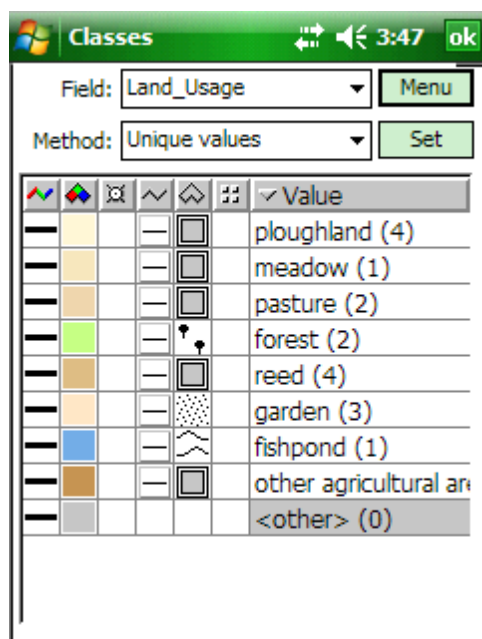 Classes 3:47 ok
Field: Land_Usage Menu
Method: Unique values Set
Value
ploughland (4)
meadow (1)
pasture (2)
forest (2)
reed (4)
garden (3)
fishpond (1)
other agricultural
<other> (0)